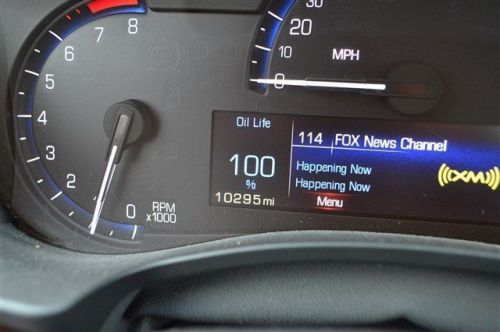 8
7
6
5
4
3
2
1
0
RPM
x1000
30
20
10
0
MPH
Oil Life
100
%
10295 mi
114 FOX News Channel
Happening Now
Happening Now
Menu
((XM))